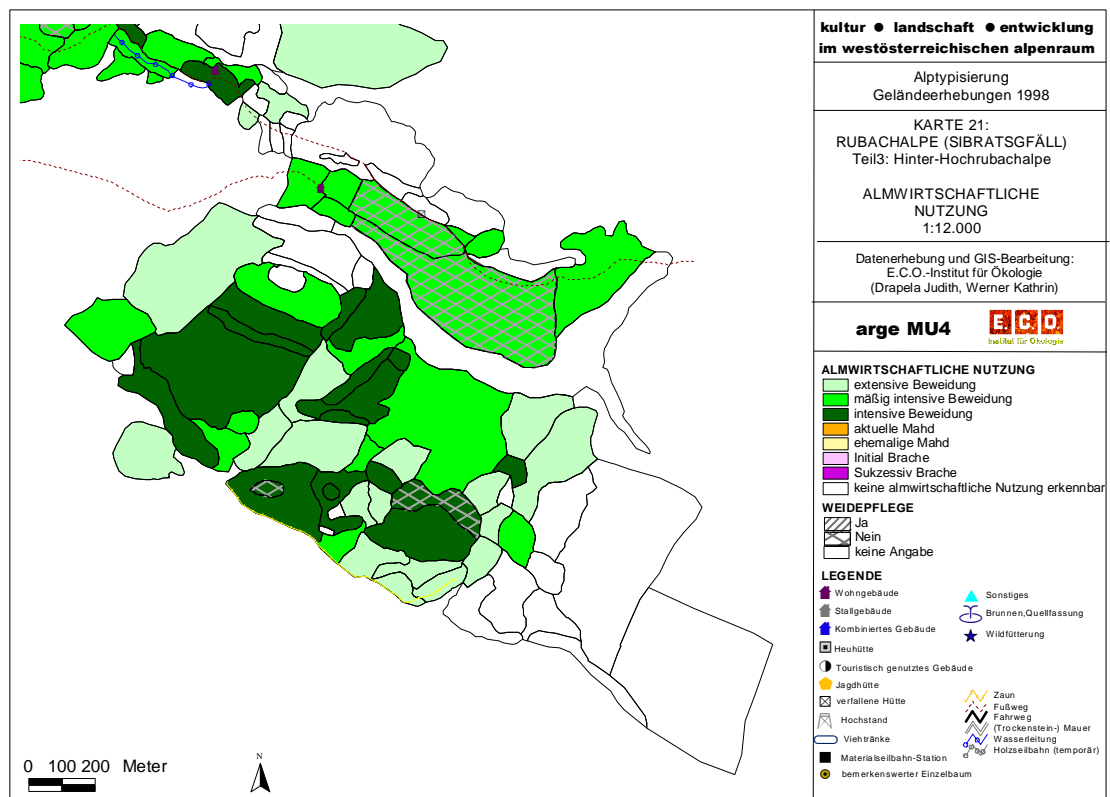 kultur ● landschaft ● entwicklung
im westösterreichischen alpenraum
Alptypisierung
Geländeerhebungen 1998
KARTE 21:
RUBACHALPE (SIBRATSGFÄLL)
Teil3: Hinter-Hochrubachalpe
ALMWIRTSCHAFTLICHE
NUTZUNG
1:12.000
Datenerhebung und GIS-Bearbeitung:
E.C.O.-Institut für Ökologie
(Drapela Judith, Werner Kathrin)
arge MU4
E.C.O.
Institut für Ökologie
ALMWIRTSCHAFTLICHE NUTZUNG
extensive Beweidung
mäßig intensive Beweidung
intensive Beweidung
aktuelle Mahd
ehemalige Mahd
Initial Brache
Sukzessiv Brache
keine almwirtschaftliche Nutzung erkennbar
WEIDEPFLEGE
Ja
Nein
keine Angabe
LEGENDE
Wohngebäude
Stallgebäude
Kombiniertes Gebäude
Heuhütte
Touristisch genutztes Gebäude
Jagdhütte
verfallene Hütte
Hochstand
Viehtränke
Materialseilbahn-Station
bemerkenswerter Einzelbaum
Sonstiges
Brunnen,Quellfassung
Wildfütterung
Zaun
Fußweg
Fahrweg
(Trockenstein-) Mauer
Wasserleitung
Holzseilbahn (temporär)
0 100 200 Meter
N